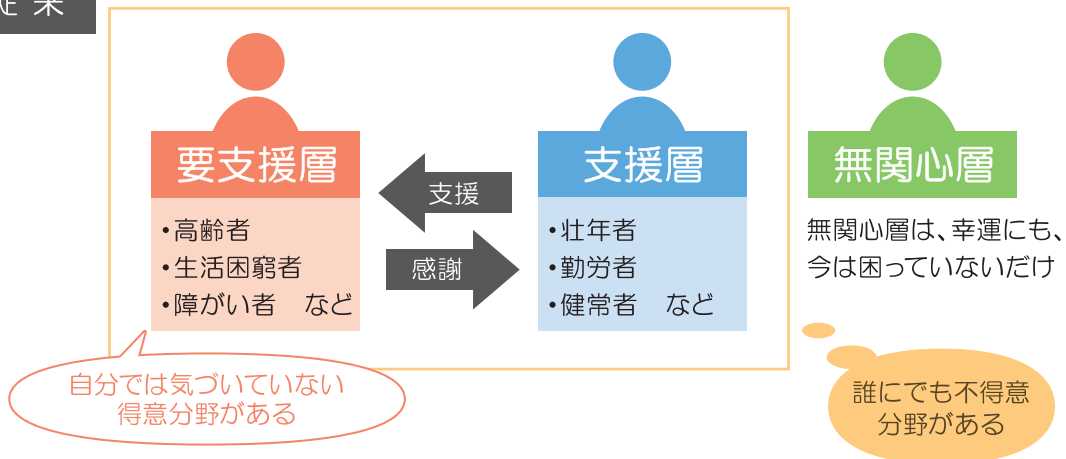 従来
要支援層
・高齢者
・生活困窮者
・障がい者　など
支援
感謝
支援層
・壮年者
・勤労者
・健常者　など
無関心層
無関心層は、幸運にも、
今は困っていないだけ
自分では気づいていない
得意分野がある
誰にでも不得意
分野がある